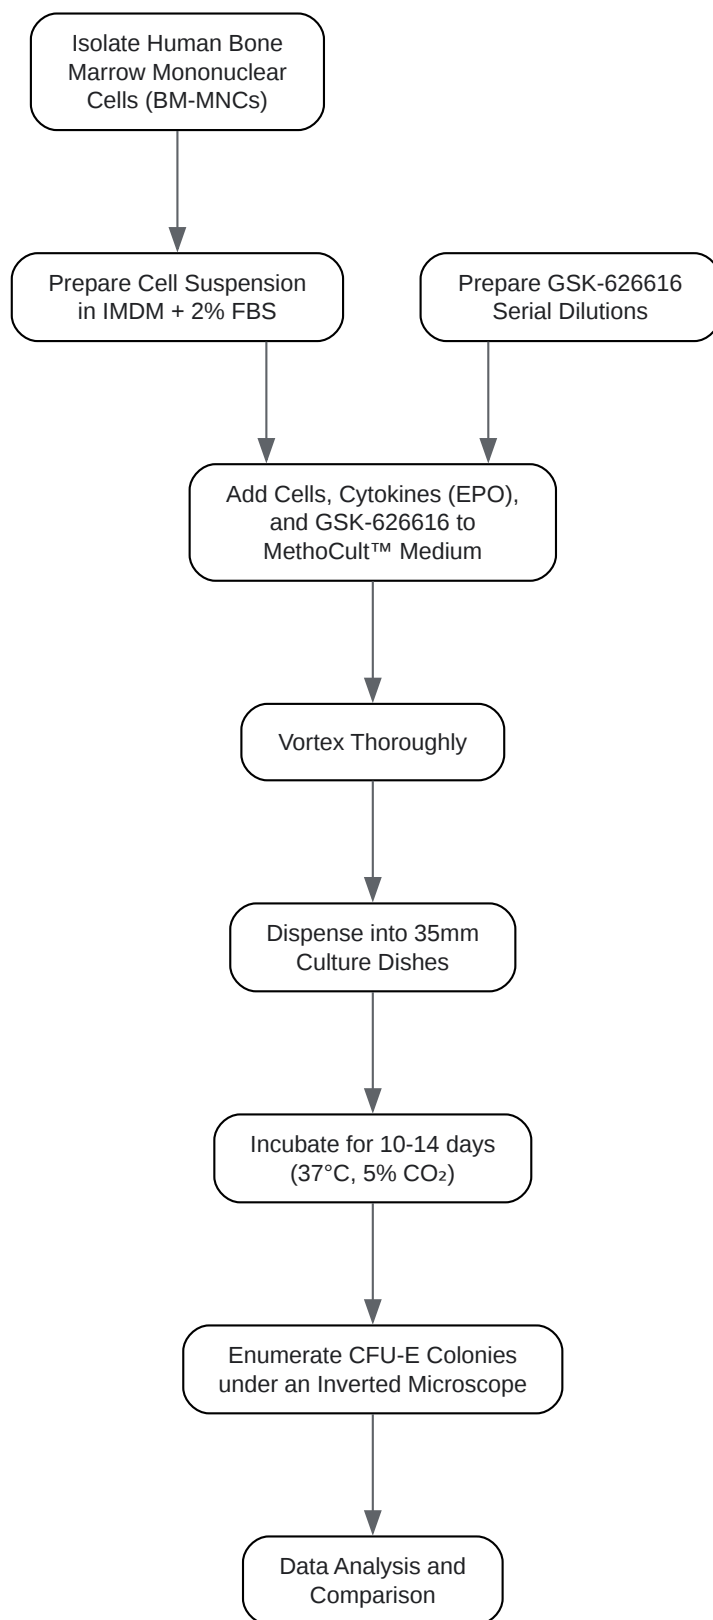 Isolate Human Bone
Marrow Mononuclear
Cells (BM-MNCs)
Prepare Cell Suspension
in IMDM + 2% FBS
Prepare GSK-626616
Serial Dilutions
Add Cells, Cytokines (EPO),
and GSK-626616 to
MethoCult™ Medium
Vortex Thoroughly
Dispense into 35mm
Culture Dishes
Incubate for 10-14 days
(37°C, 5% CO₂)
Enumerate CFU-E Colonies
under an Inverted Microscope
Data Analysis and
Comparison